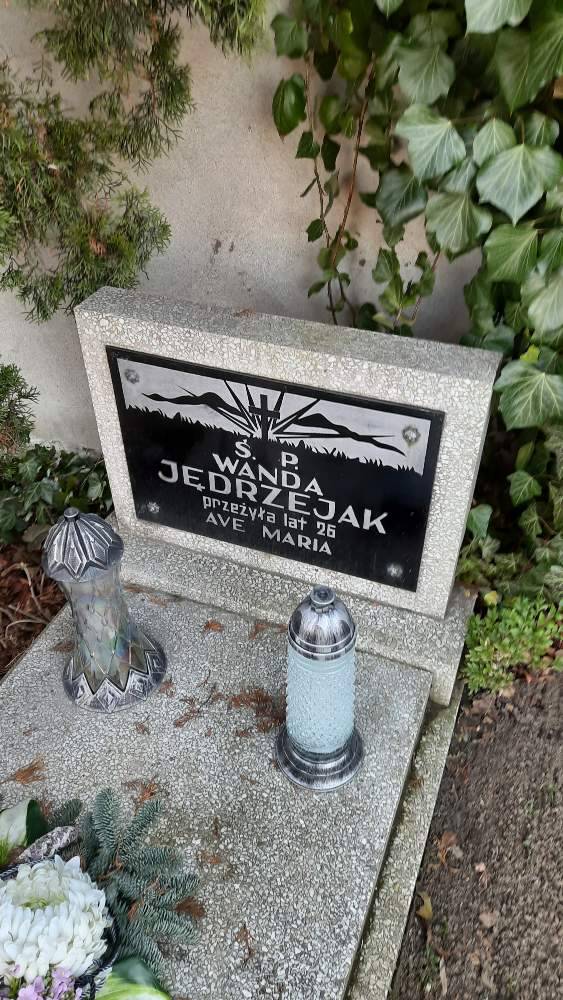 Ś. P.
WANDA
JĘDRZEJAK
przeżyła lat 26
AVE MARIA